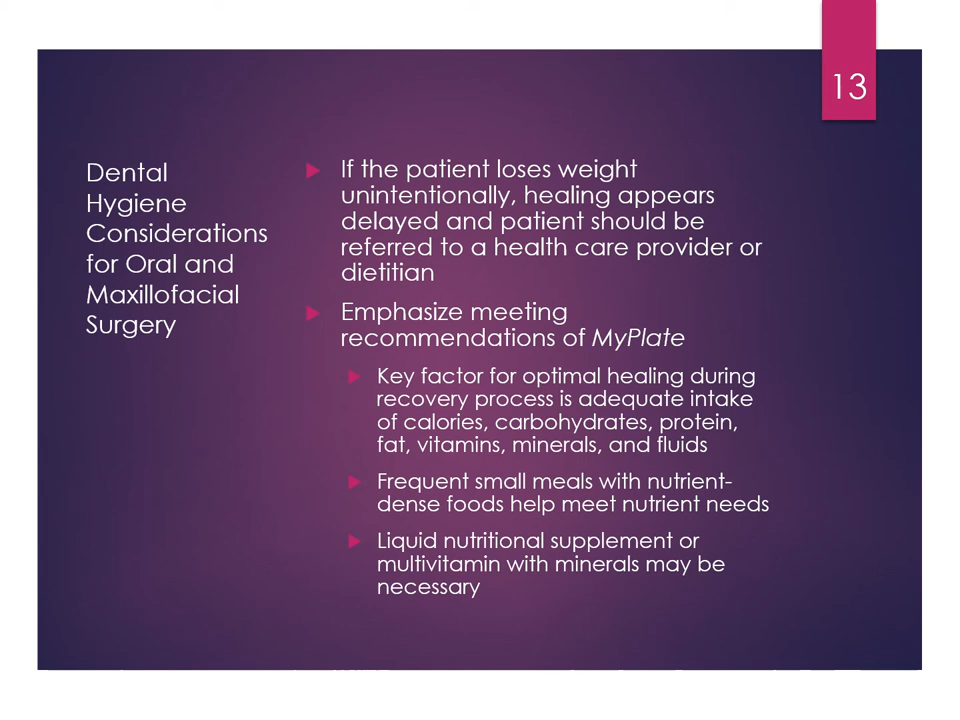 13
Dental
Hygiene
Considerations
for Oral and
Maxillofacial
Surgery
If the patient loses weight
unintentionally, healing appears
delayed and patient should be
referred to a health care provider or
dietitian
Emphasize meeting
recommendations of MyPlate
Key factor for optimal healing during
recovery process is adequate intake
of calories, carbohydrates, protein,
fat, vitamins, minerals, and fluids
Frequent small meals with nutrient-
dense foods help meet nutrient needs
Liquid nutritional supplement or
multivitamin with minerals may be
necessary